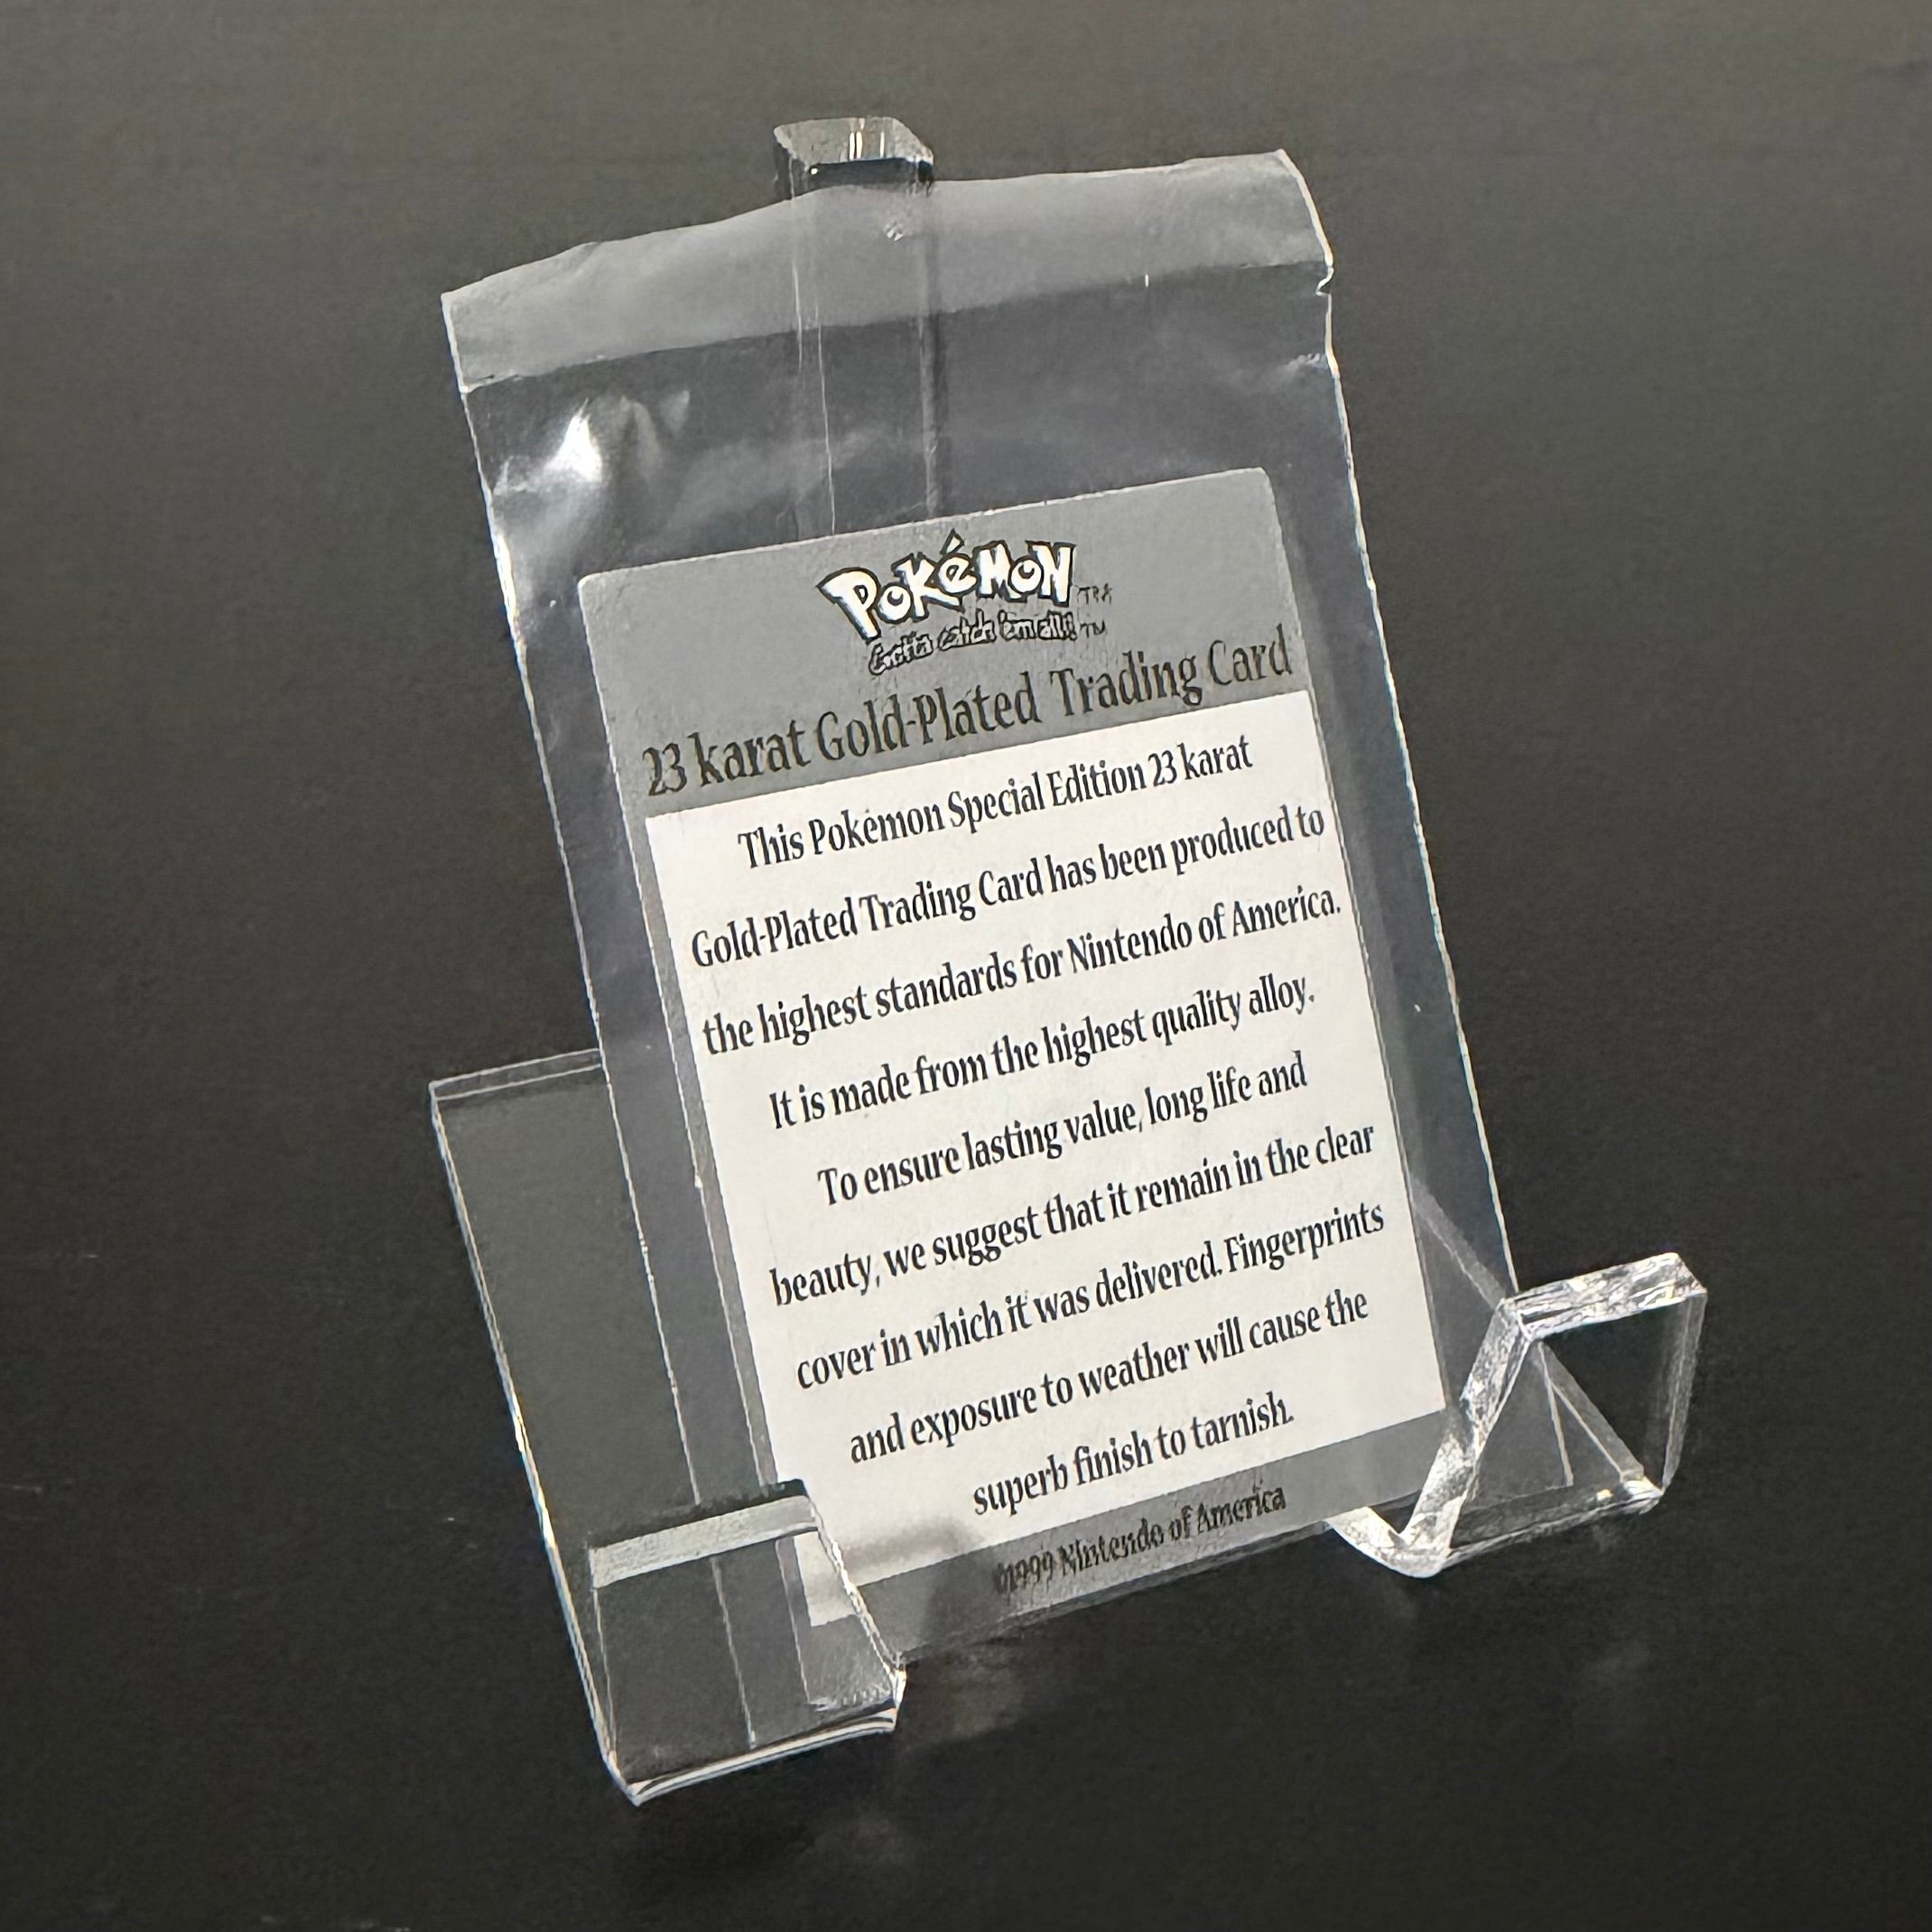 POKéMON TM
Gotta catch 'em all! TM
23 karat Gold-Plated Trading Card
This Pokémon Special Edition 23 karat
Gold-Plated Trading Card has been produced to
the highest standards for Nintendo of America.
It is made from the highest quality alloy.
To ensure lasting value, long life and
beauty, we suggest that it remain in the clear
cover in which it was delivered. Fingerprints
and exposure to weather will cause the
superb finish to tarnish.
©1999 Nintendo of America